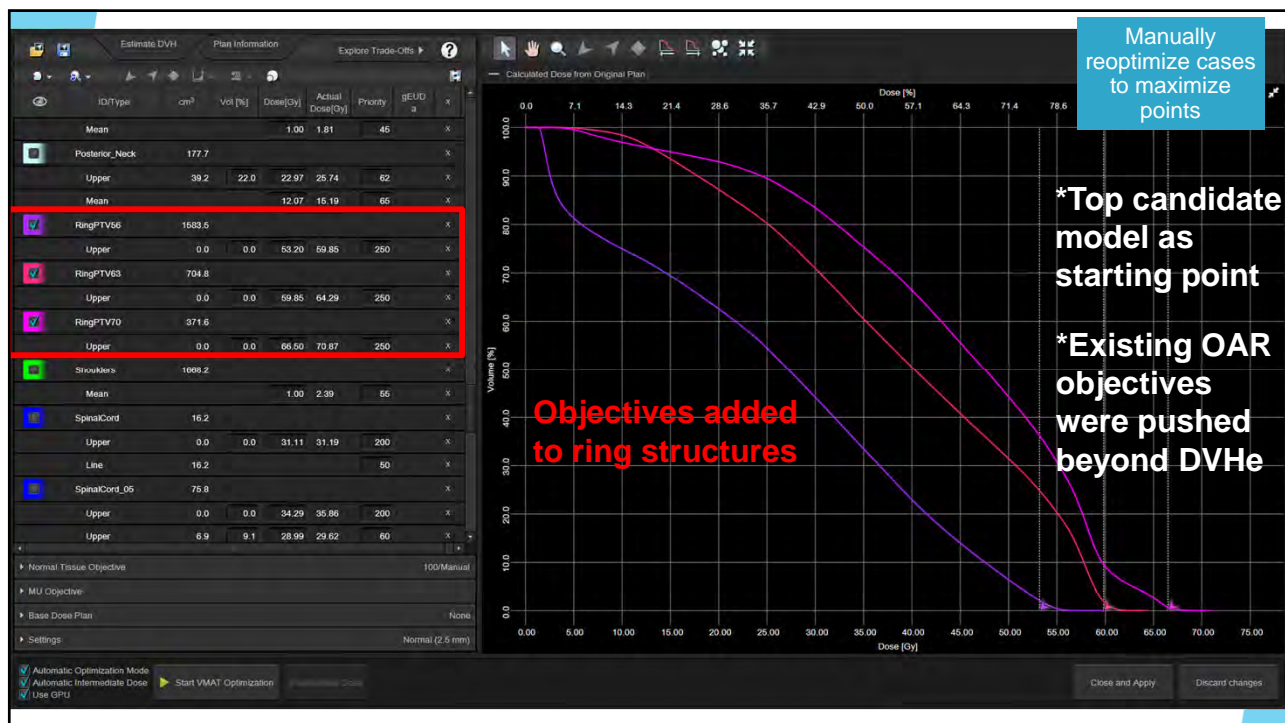 Manually
reoptimize cases
to maximize
points
Estimate DVH Plan Information Explore Trade-Offs ?
Calculated Dose from Original Plan
ID/Type cm³ Vol [%] Dose[Gy] Actual Dose[Gy] Priority gEUD a X
Mean 1.00 1.81 45 X
Posterior_Neck 177.7 X
Upper 39.2 22.0 22.97 25.74 62 X
Mean 12.07 15.19 65 X
RingPTV56 1583.5 X
Upper 0.0 0.0 53.20 59.85 250 X
RingPTV63 704.8 X
Upper 0.0 0.0 59.85 64.29 250 X
RingPTV70 371.6 X
Upper 0.0 0.0 66.50 70.87 250 X
Shoulders 1668.2 X
Mean 1.00 2.39 55 X
SpinalCord 16.2 X
Upper 0.0 0.0 31.11 31.19 200 X
Line 16.2 50 X
SpinalCord_05 75.8 X
Upper 0.0 0.0 34.29 35.86 200 X
Upper 6.9 9.1 28.99 29.62 60 X
Normal Tissue Objective 100/Manual
MU Objective
Base Dose Plan None
Settings Normal (2.5 mm)
Automatic Optimization Mode
Automatic Intermediate Dose
Use GPU
Start VMAT Optimization
Dose [%]
0.0 7.1 14.3 21.4 28.6 35.7 42.9 50.0 57.1 64.3 71.4 78.6
Volume [%]
100.0
90.0
80.0
70.0
60.0
50.0
40.0
30.0
20.0
10.0
0.0
0.00 5.00 10.00 15.00 20.00 25.00 30.00 35.00 40.00 45.00 50.00 55.00 60.00 65.00 70.00 75.00
Dose [Gy]
Objectives added
to ring structures
*Top candidate
model as
starting point
*Existing OAR
objectives
were pushed
beyond DVHe
Close and Apply Discard changes